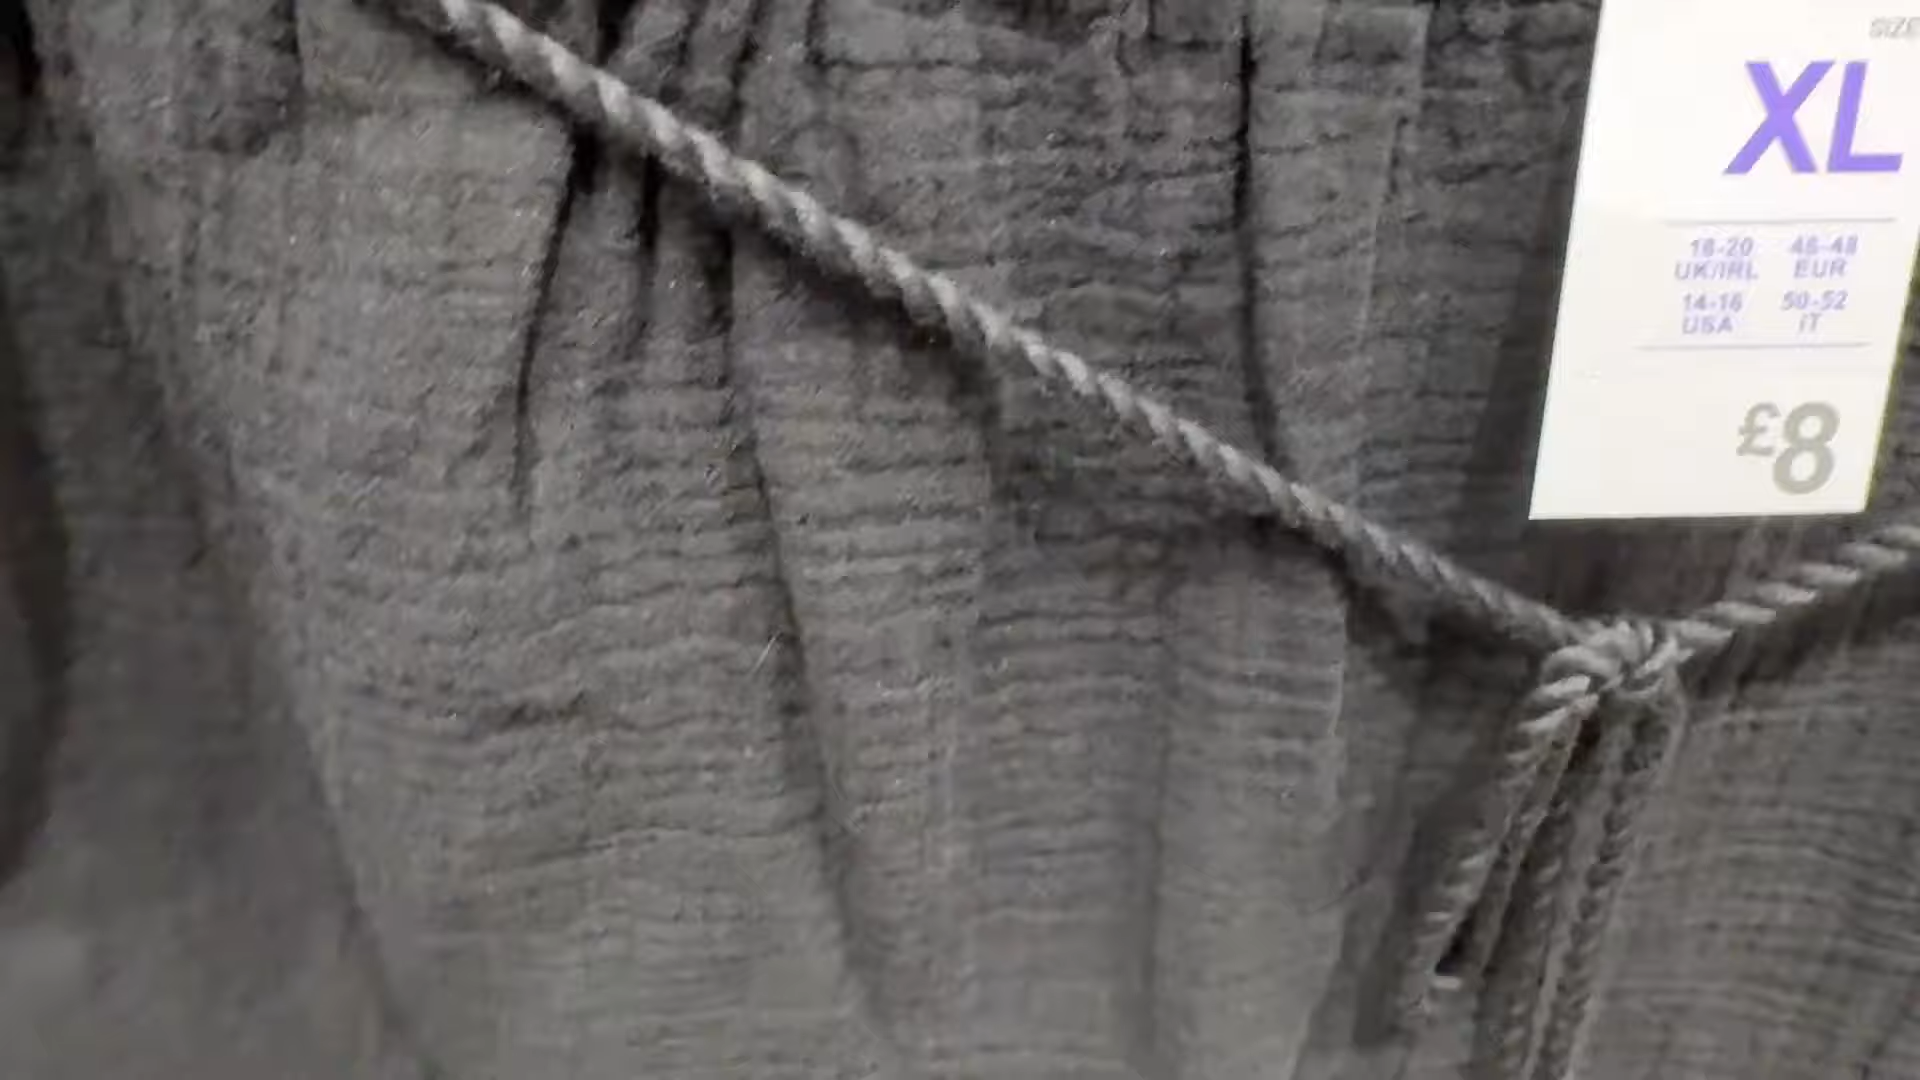 SIZE
XL
18-20 46-48
UK/IRL EUR
14-16 50-52
USA IT
£8